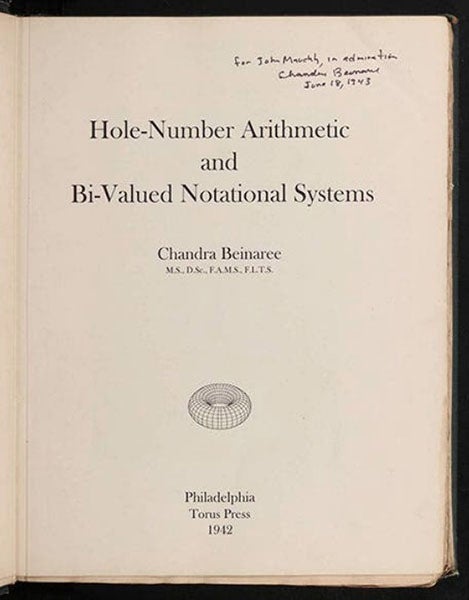 for John Mauchly, in admiration
Chandra Beinaree
June 18, 1943
Hole-Number Arithmetic
and
Bi-Valued Notational Systems
Chandra Beinaree
M.S., D.Sc., F.A.M.S., F.L.T.S.
Philadelphia
Torus Press
1942